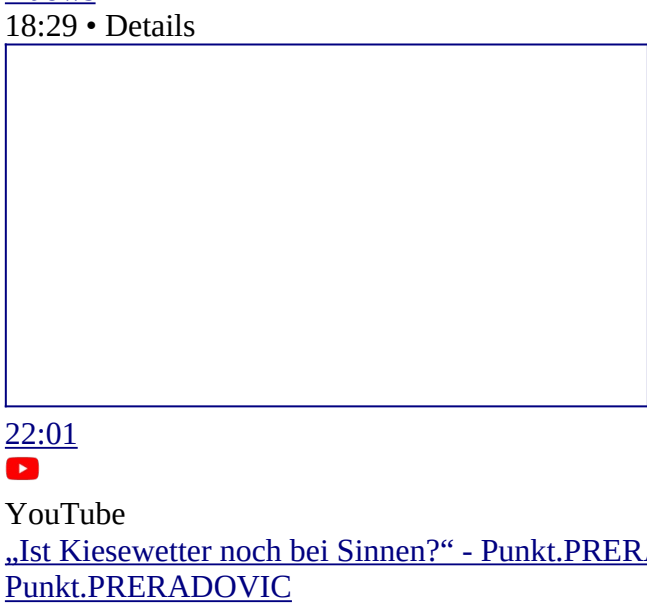 18:29 • Details
22:01
YouTube
„Ist Kiesewetter noch bei Sinnen?“ - Punkt.PRER
Punkt.PRERADOVIC